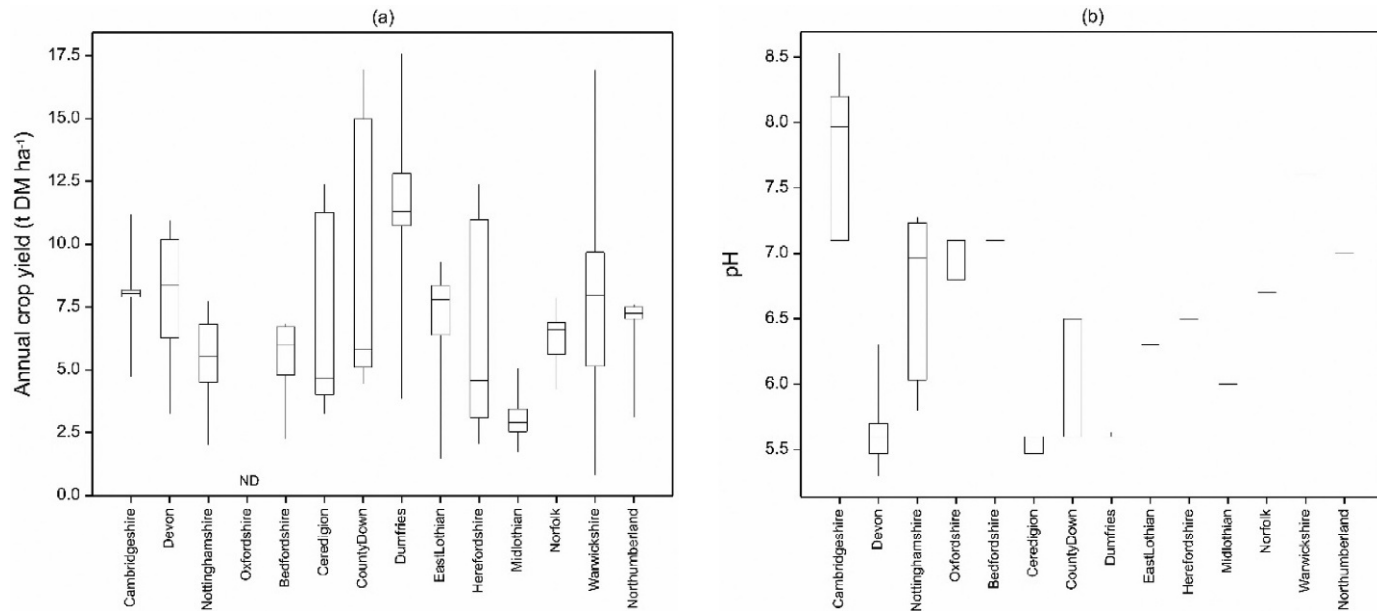 (a)
Annual crop yield (t DM ha⁻¹)
17.5
15.0
12.5
10.0
7.5
5.0
2.5
0.0
ND
Cambridgeshire
Devon
Nottinghamshire
Oxfordshire
Bedfordshire
Ceredigion
CountyDown
Dumfries
EastLothian
Herefordshire
Midlothian
Norfolk
Warwickshire
Northumberland
(b)
pH
8.5
8.0
7.5
7.0
6.5
6.0
5.5
Cambridgeshire
Devon
Nottinghamshire
Oxfordshire
Bedfordshire
Ceredigion
CountyDown
Dumfries
EastLothian
Herefordshire
Midlothian
Norfolk
Warwickshire
Northumberland